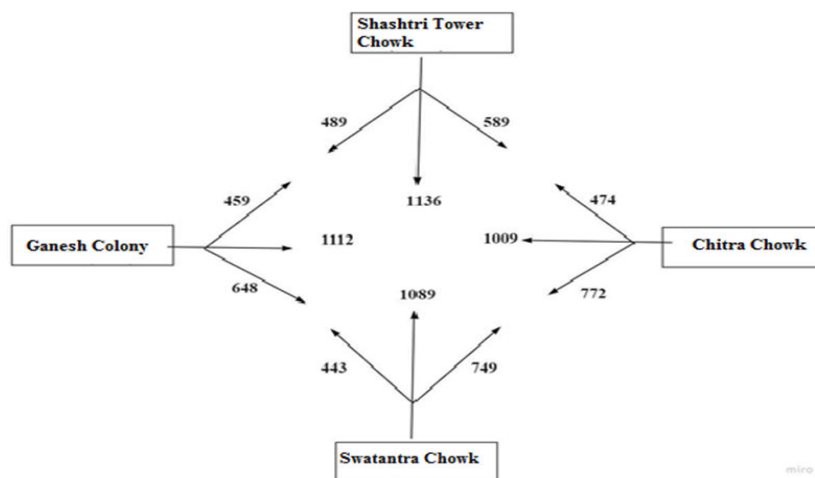 Shashtri Tower
Chowk
489
589
459
1136
474
Ganesh Colony
1112
1009
Chitra Chowk
648
1089
772
443
749
Swatantra Chowk
miro